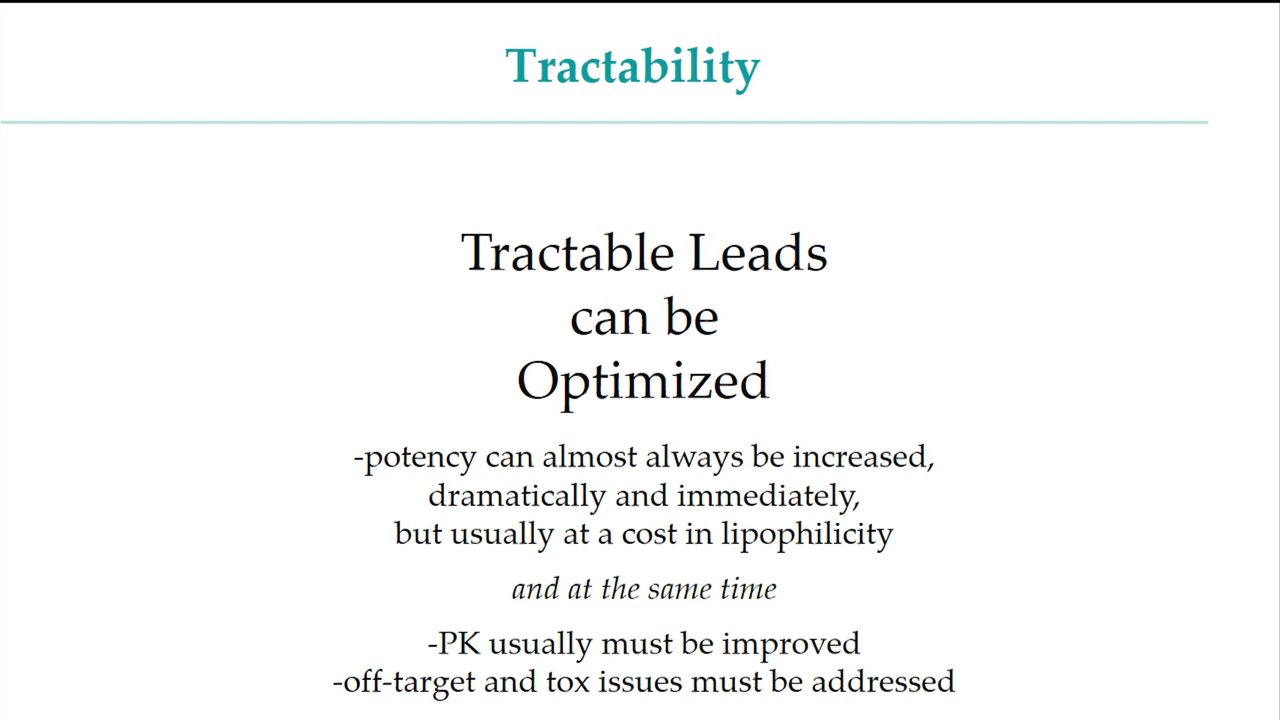 Tractability
Tractable Leads
can be
Optimized
-potency can almost always be increased,
dramatically and immediately,
but usually at a cost in lipophilicity
and at the same time
-PK usually must be improved
-off-target and tox issues must be addressed